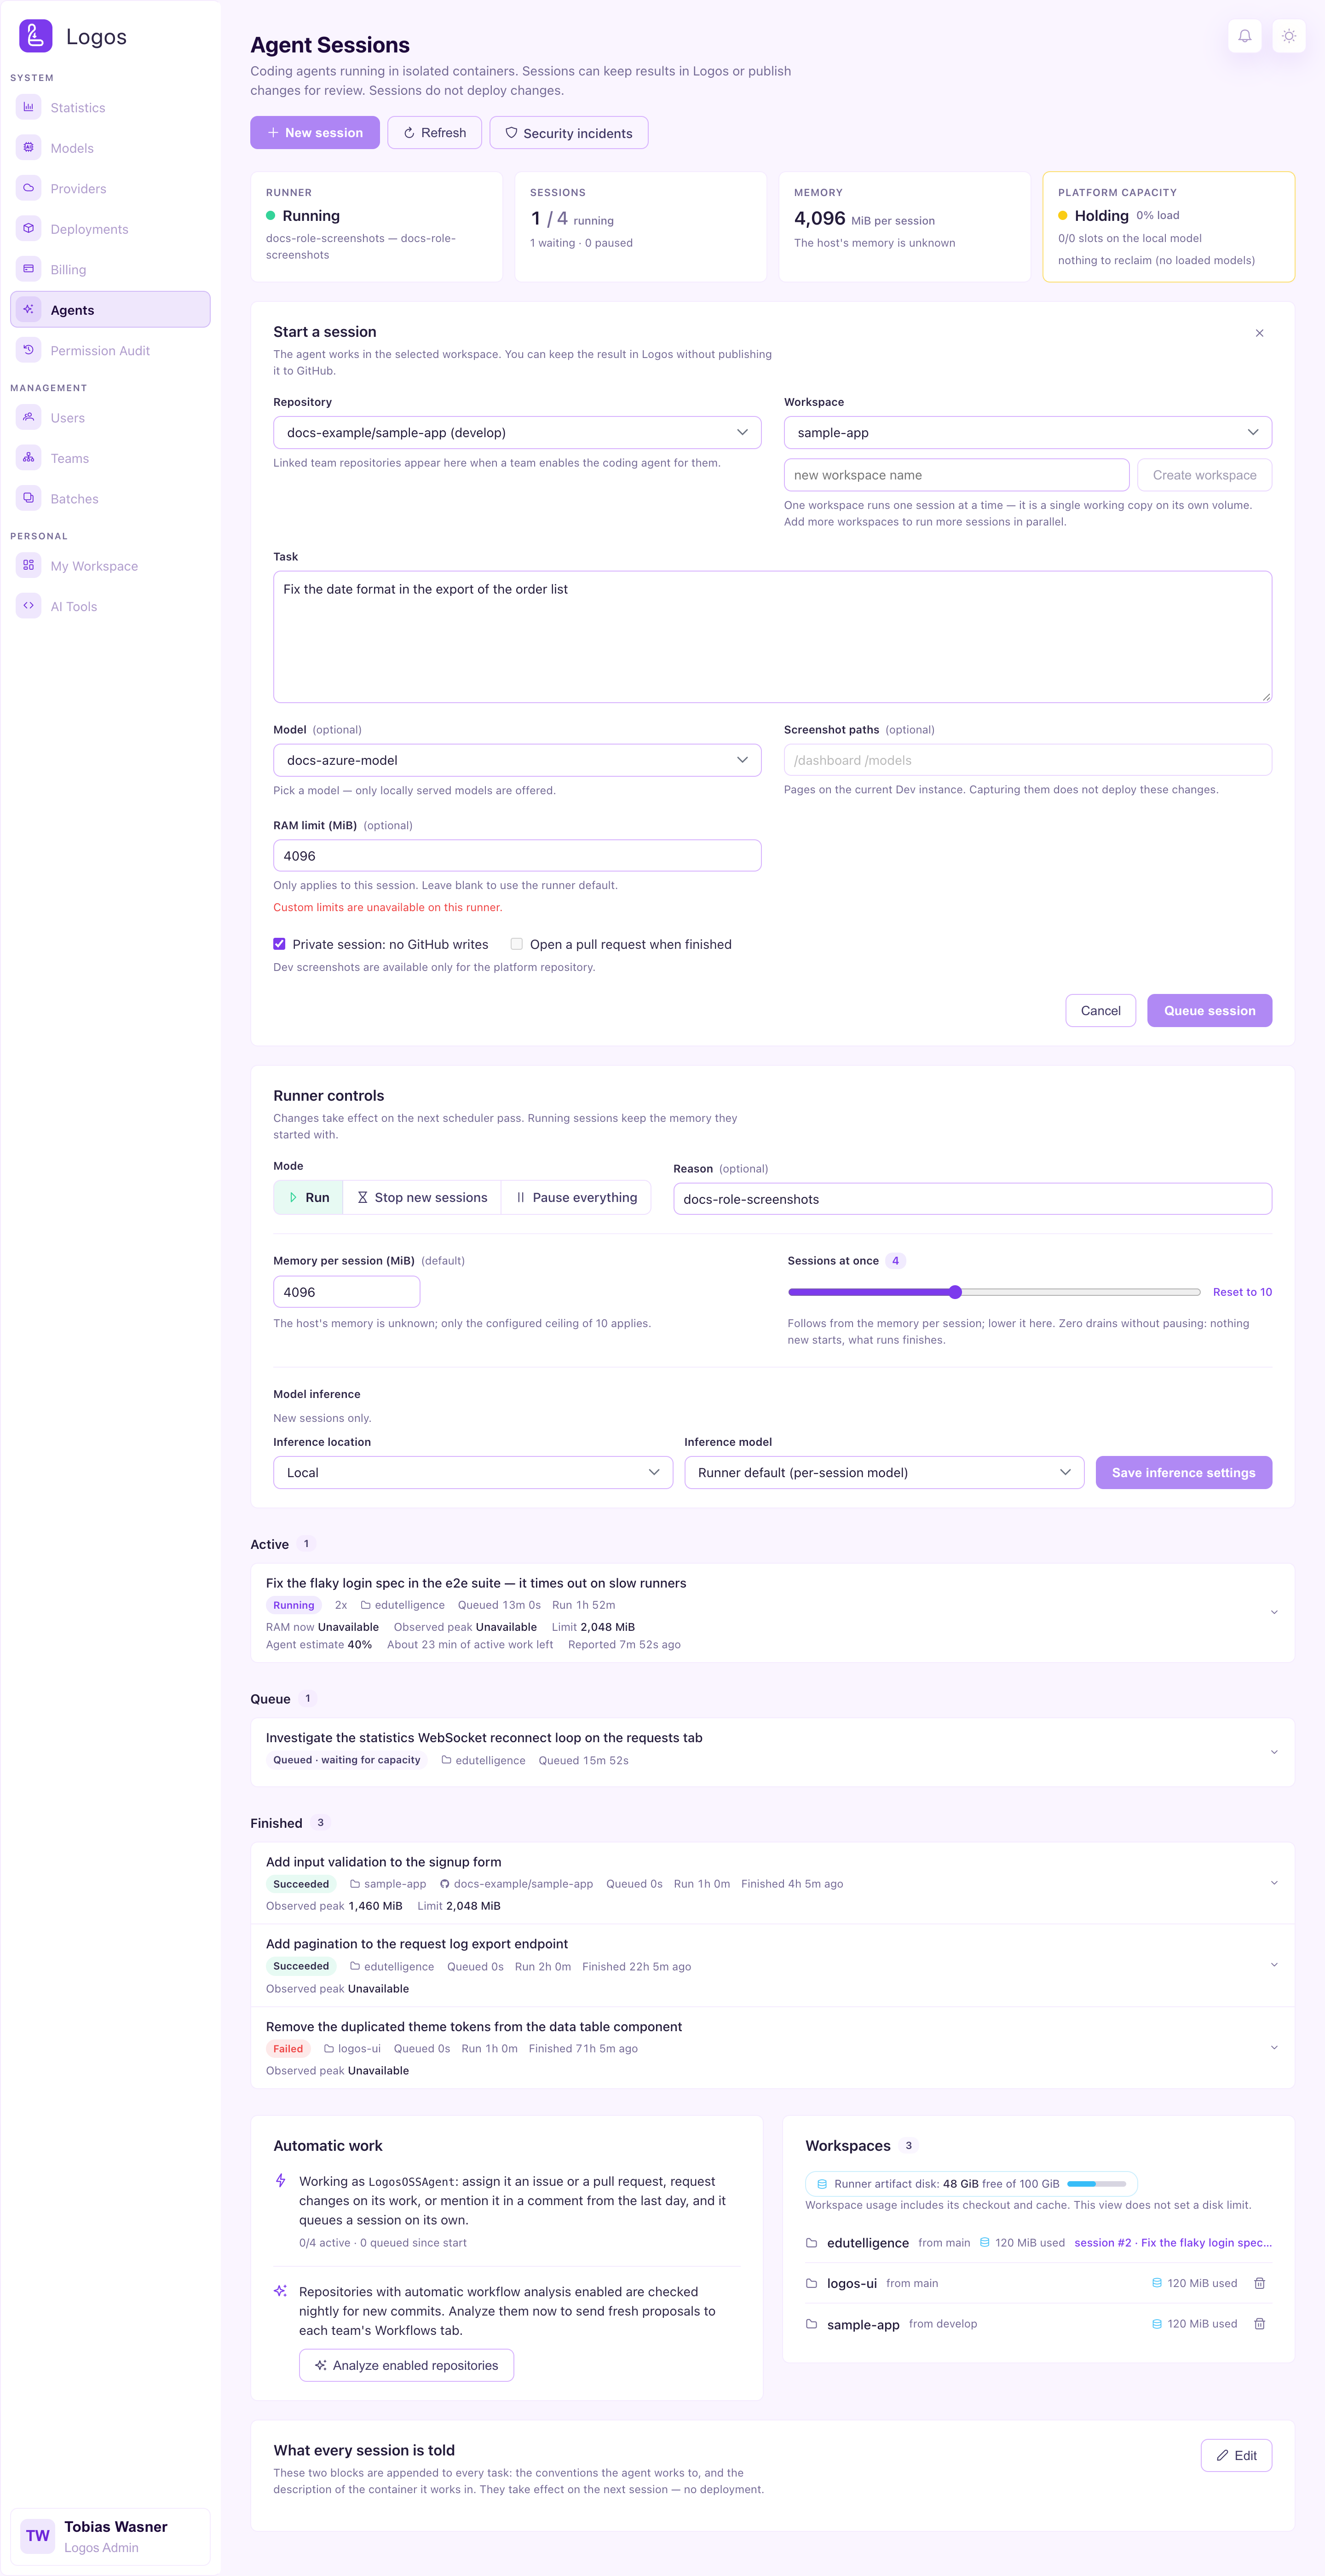 Logos
SYSTEM
Statistics
Models
Providers
Deployments
Billing
Agents
Permission Audit
MANAGEMENT
Users
Teams
Batches
PERSONAL
My Workspace
AI Tools
TW
Tobias Wasner
Logos Admin
Agent Sessions
Coding agents running in isolated containers. Sessions can keep results in Logos or publish
changes for review. Sessions do not deploy changes.
New session
Refresh
Security incidents
RUNNER
Running
docs-role-screenshots — docs-role-
screenshots
SESSIONS
1 / 4 running
1 waiting · 0 paused
MEMORY
4,096 MiB per session
The host's memory is unknown
PLATFORM CAPACITY
Holding 0% load
0/0 slots on the local model
nothing to reclaim (no loaded models)
Start a session
The agent works in the selected workspace. You can keep the result in Logos without publishing
it to GitHub.
Repository
docs-example/sample-app (develop)
Linked team repositories appear here when a team enables the coding agent for them.
Workspace
sample-app
new workspace name
Create workspace
One workspace runs one session at a time — it is a single working copy on its own volume.
Add more workspaces to run more sessions in parallel.
Task
Fix the date format in the export of the order list
Model (optional)
docs-azure-model
Pick a model — only locally served models are offered.
Screenshot paths (optional)
/dashboard /models
Pages on the current Dev instance. Capturing them does not deploy these changes.
RAM limit (MiB) (optional)
4096
Only applies to this session. Leave blank to use the runner default.
Custom limits are unavailable on this runner.
Private session: no GitHub writes
Open a pull request when finished
Dev screenshots are available only for the platform repository.
Cancel
Queue session
Runner controls
Changes take effect on the next scheduler pass. Running sessions keep the memory they
started with.
Mode
Run
Stop new sessions
Pause everything
Reason (optional)
docs-role-screenshots
Memory per session (MiB) (default)
4096
The host's memory is unknown; only the configured ceiling of 10 applies.
Sessions at once 4
Reset to 10
Follows from the memory per session; lower it here. Zero drains without pausing: nothing
new starts, what runs finishes.
Model inference
New sessions only.
Inference location
Local
Inference model
Runner default (per-session model)
Save inference settings
Active 1
Fix the flaky login spec in the e2e suite — it times out on slow runners
Running 2x edutelligence Queued 13m 0s Run 1h 52m
RAM now Unavailable Observed peak Unavailable Limit 2,048 MiB
Agent estimate 40% About 23 min of active work left Reported 7m 52s ago
Queue 1
Investigate the statistics WebSocket reconnect loop on the requests tab
Queued · waiting for capacity edutelligence Queued 15m 52s
Finished 3
Add input validation to the signup form
Succeeded sample-app docs-example/sample-app Queued 0s Run 1h 0m Finished 4h 5m ago
Observed peak 1,460 MiB Limit 2,048 MiB
Add pagination to the request log export endpoint
Succeeded edutelligence Queued 0s Run 2h 0m Finished 22h 5m ago
Observed peak Unavailable
Remove the duplicated theme tokens from the data table component
Failed logos-ui Queued 0s Run 1h 0m Finished 71h 5m ago
Observed peak Unavailable
Automatic work
Working as LogosOSSAgent: assign it an issue or a pull request, request
changes on its work, or mention it in a comment from the last day, and it
queues a session on its own.
0/4 active · 0 queued since start
Repositories with automatic workflow analysis enabled are checked
nightly for new commits. Analyze them now to send fresh proposals to
each team's Workflows tab.
Analyze enabled repositories
Workspaces 3
Runner artifact disk: 48 GiB free of 100 GiB
Workspace usage includes its checkout and cache. This view does not set a disk limit.
edutelligence from main 120 MiB used session #2 · Fix the flaky login spec...
logos-ui from main 120 MiB used
sample-app from develop 120 MiB used
What every session is told
These two blocks are appended to every task: the conventions the agent works to, and the
description of the container it works in. They take effect on the next session — no deployment.
Edit